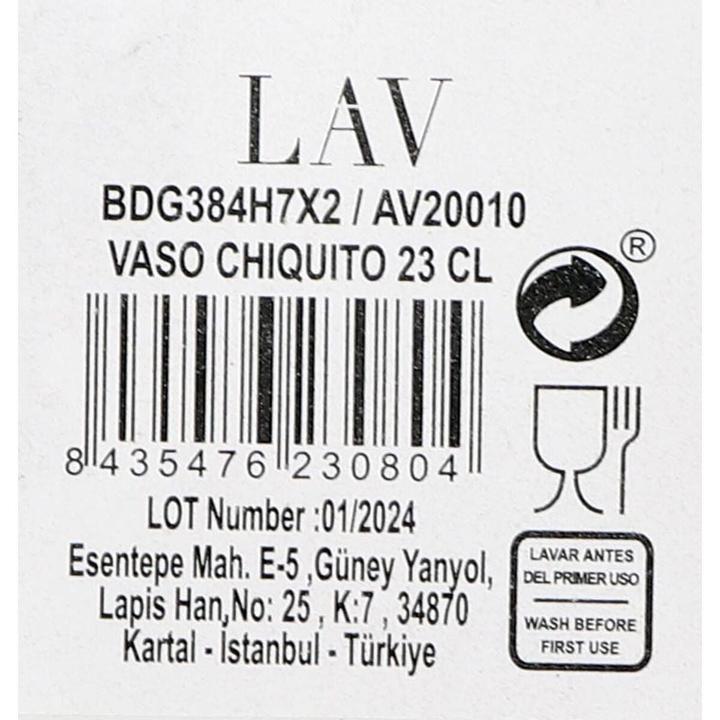 LAV
BDG384H7X2 / AV20010
VASO CHIQUITO 23 CL
®
8 435476 230804
LOT Number :01/2024
Esentepe Mah. E-5 ,Güney Yanyol,
Lapis Han,No: 25 , K:7 , 34870
Kartal - İstanbul - Türkiye
LAVAR ANTES
DEL PRIMER USO
WASH BEFORE
FIRST USE